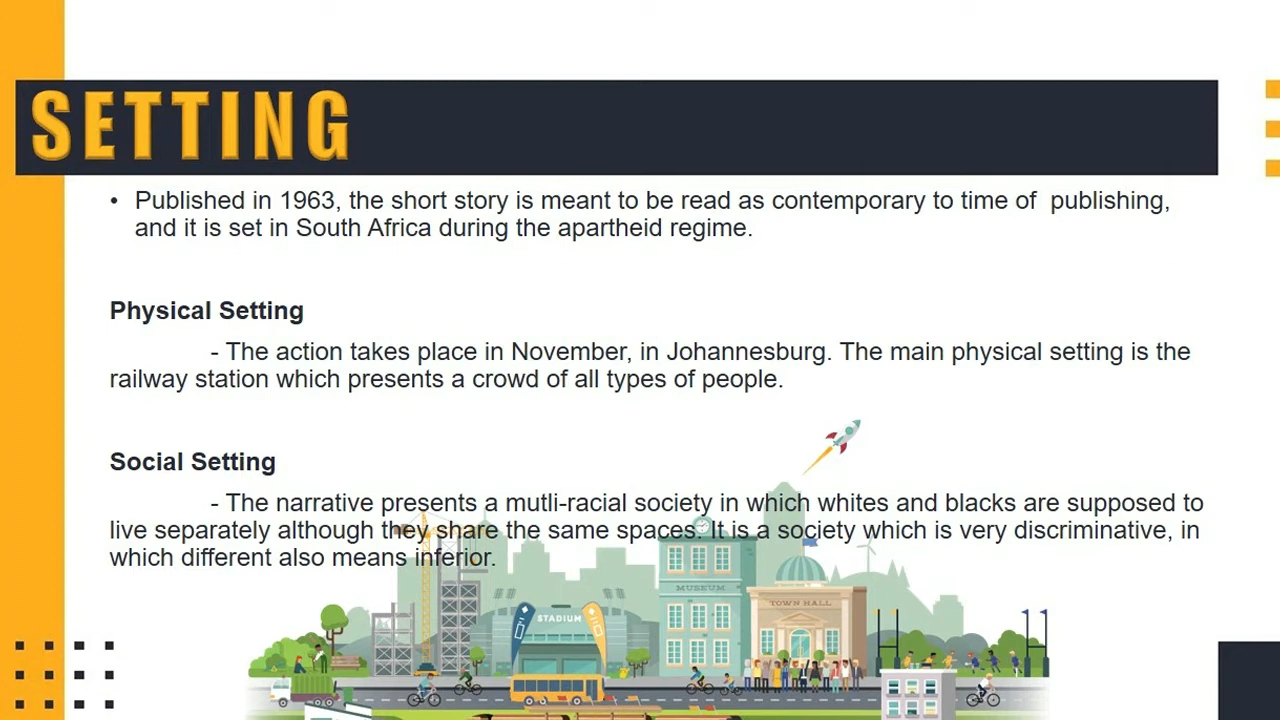 SETTING
• Published in 1963, the short story is meant to be read as contemporary to time of publishing,
and it is set in South Africa during the apartheid regime.
Physical Setting
- The action takes place in November, in Johannesburg. The main physical setting is the
railway station which presents a crowd of all types of people.
Social Setting
- The narrative presents a mutli-racial society in which whites and blacks are supposed to
live separately although they share the same spaces. It is a society which is very discriminative, in
which different also means inferior.
MUSEUM
TOWN HALL
STADIUM